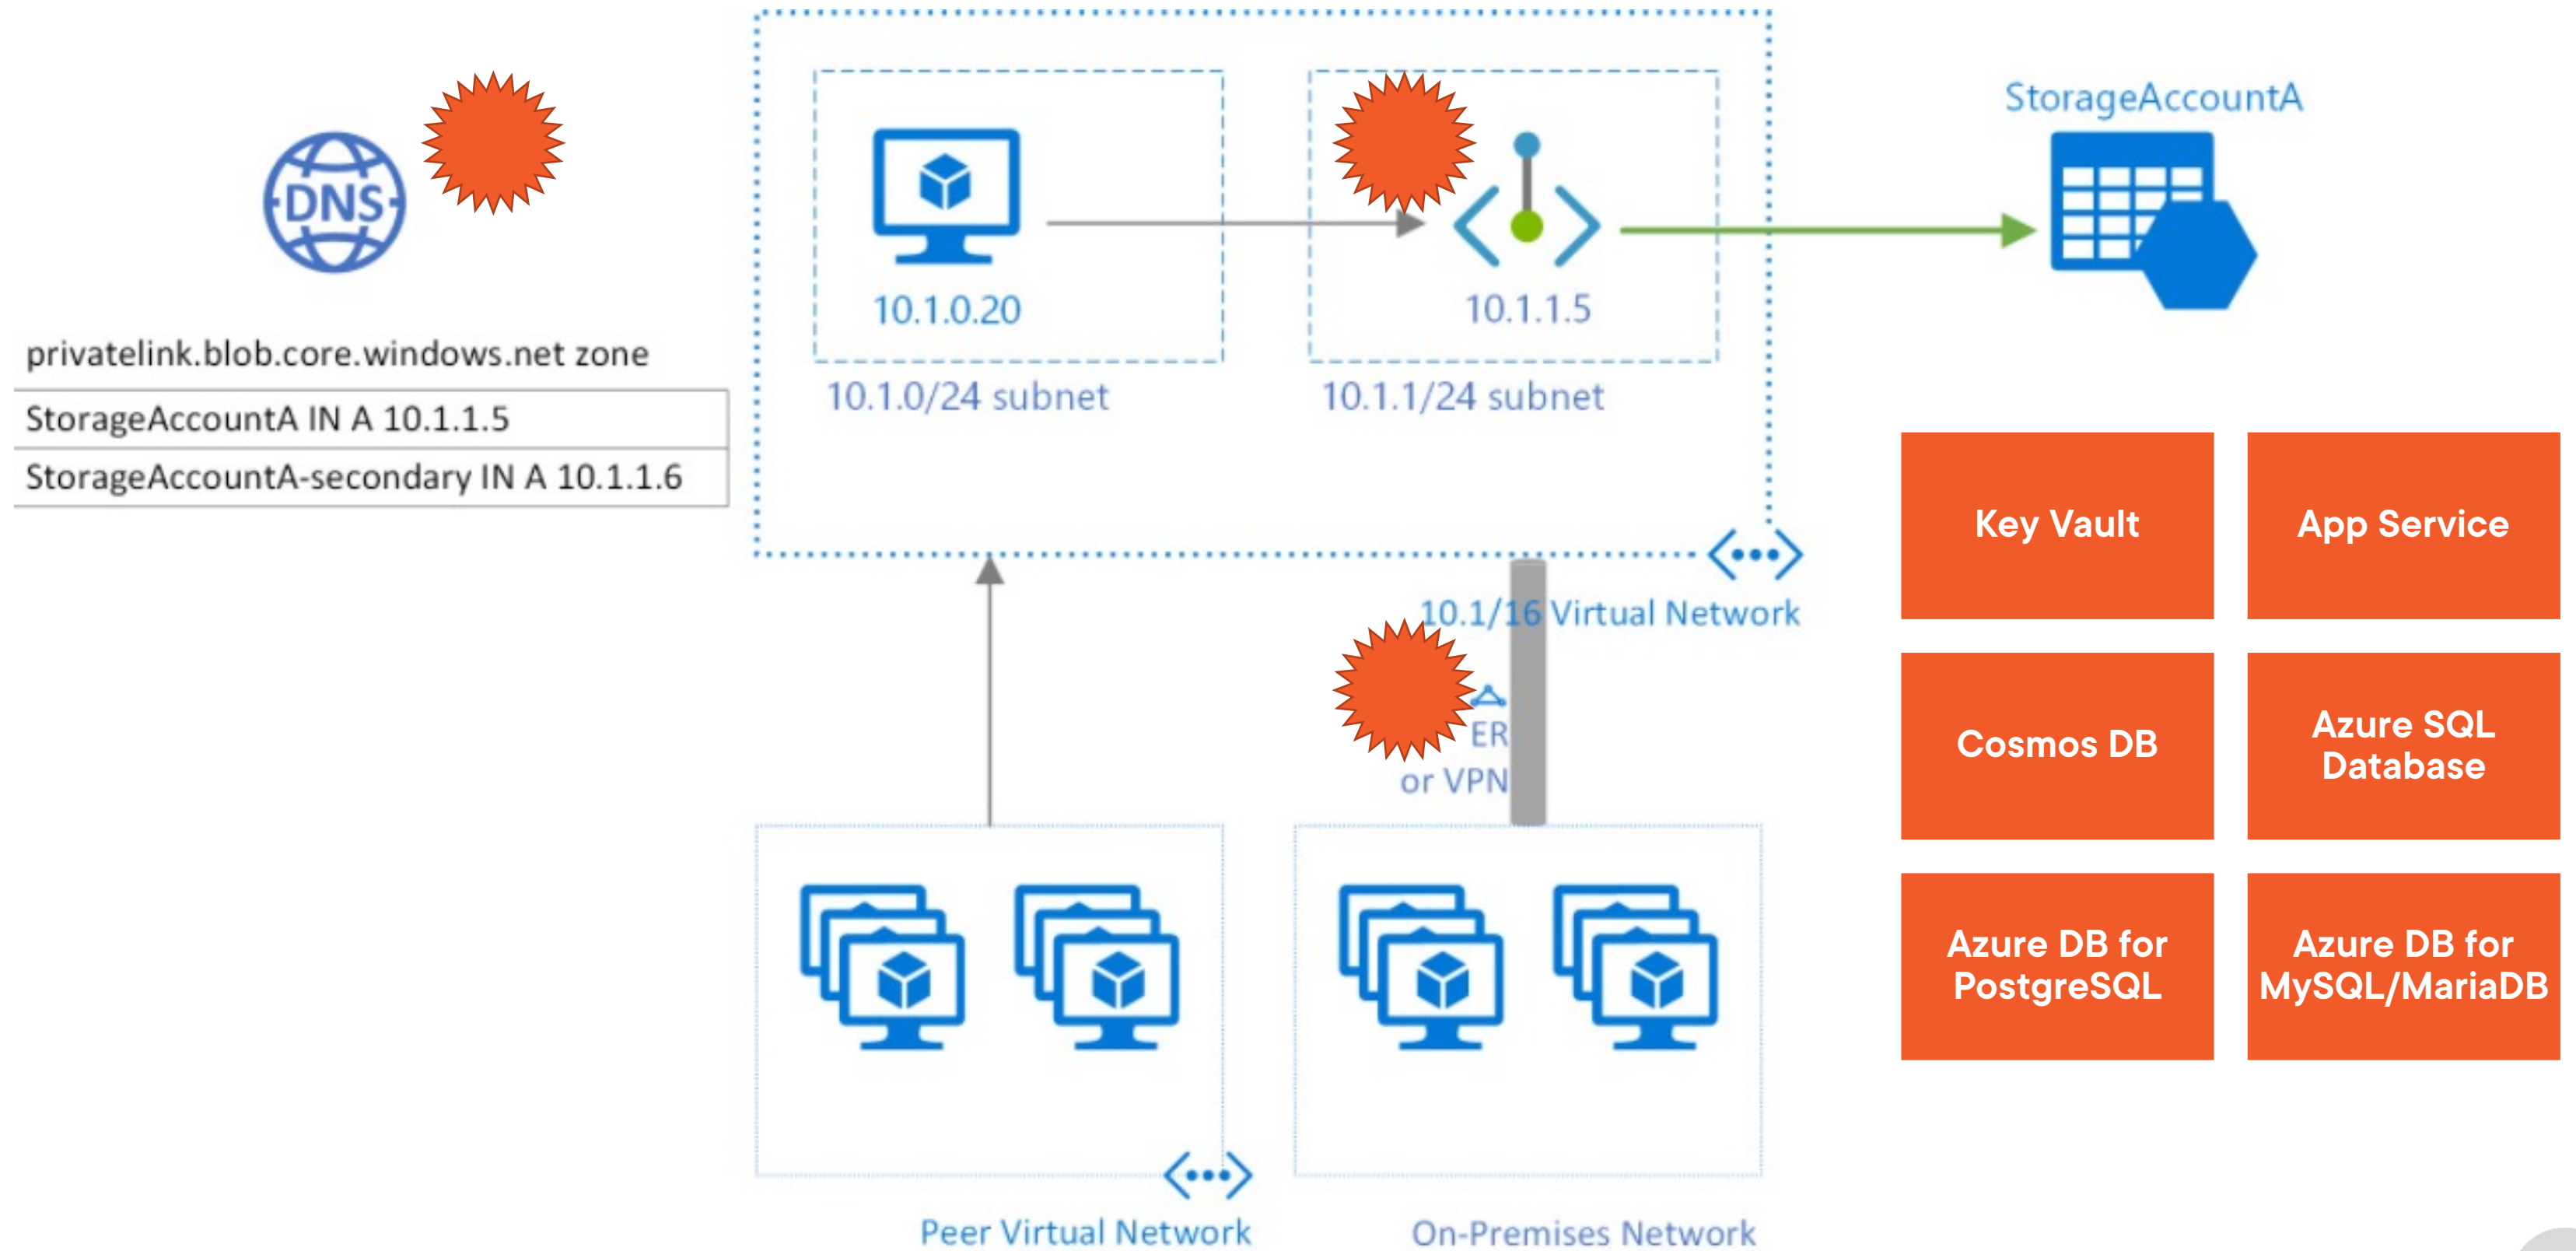 DNS
privatelink.blob.core.windows.net zone
StorageAccountA IN A 10.1.1.5
StorageAccountA-secondary IN A 10.1.1.6
10.1.0.20
10.1.0/24 subnet
10.1.1.5
10.1.1/24 subnet
StorageAccountA
10.1/16 Virtual Network
ER
or VPN
Peer Virtual Network
On-Premises Network
Key Vault
App Service
Cosmos DB
Azure SQL
Database
Azure DB for
PostgreSQL
Azure DB for
MySQL/MariaDB